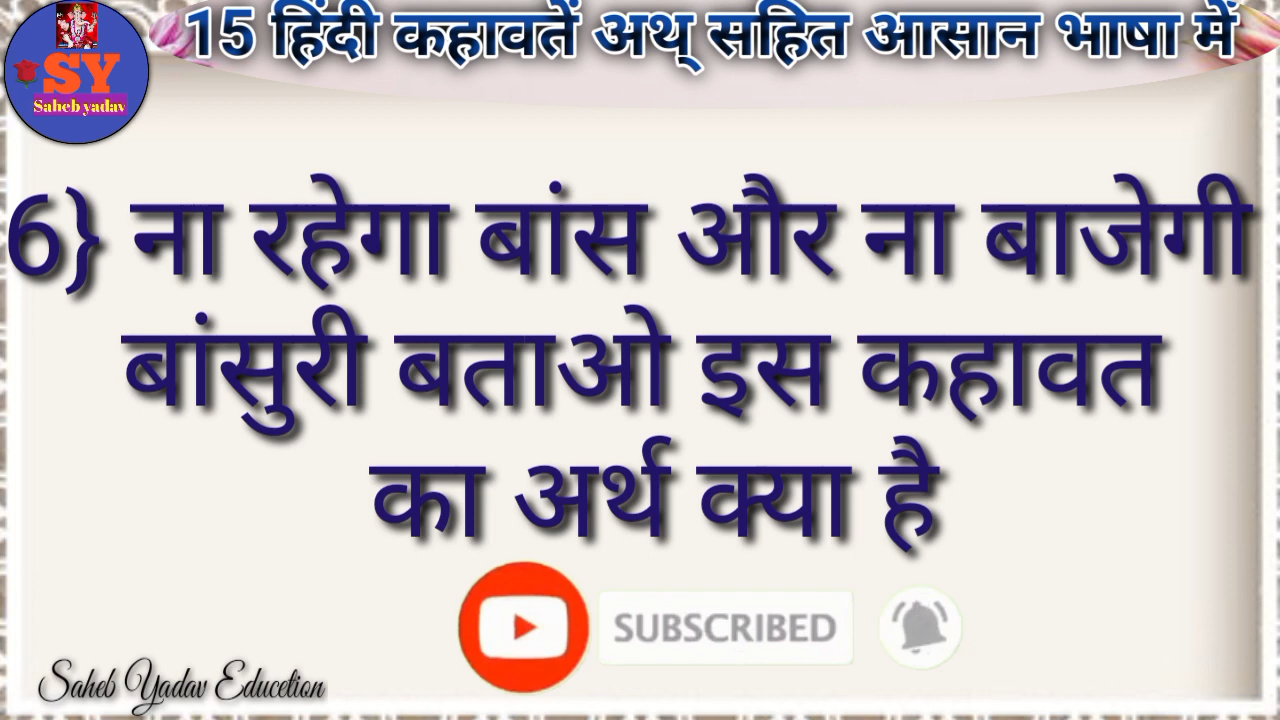 15 हिंदी कहावतें अथ् सहित आसान भाषा में
SY
Saheb yadav
6} ना रहेगा बांस और ना बाजेगी
बांसुरी बताओ इस कहावत
का अर्थ क्या है
SUBSCRIBED
Saheb Yadav Educetion